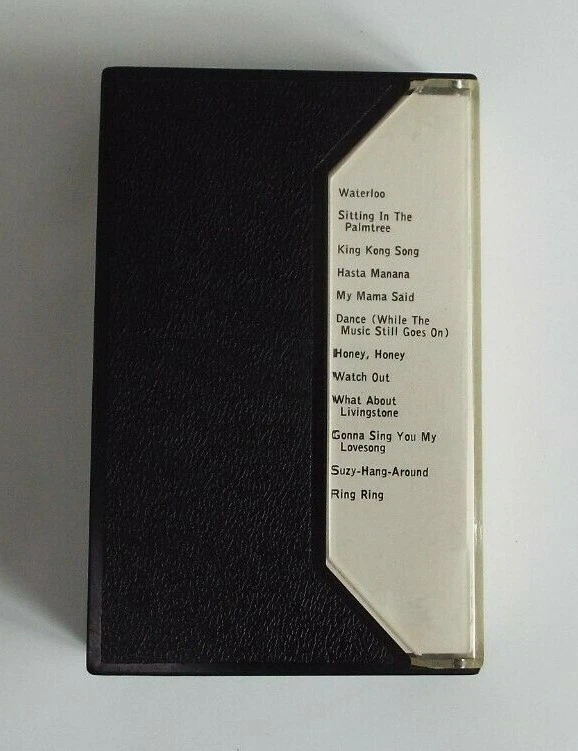 Waterloo
Sitting In The
Palmtree
King Kong Song
Hasta Manana
My Mama Said
Dance (While The
Music Still Goes On)
Honey, Honey
Watch Out
What About
Livingstone
Gonna Sing You My
Lovesong
Suzy-Hang-Around
Ring Ring